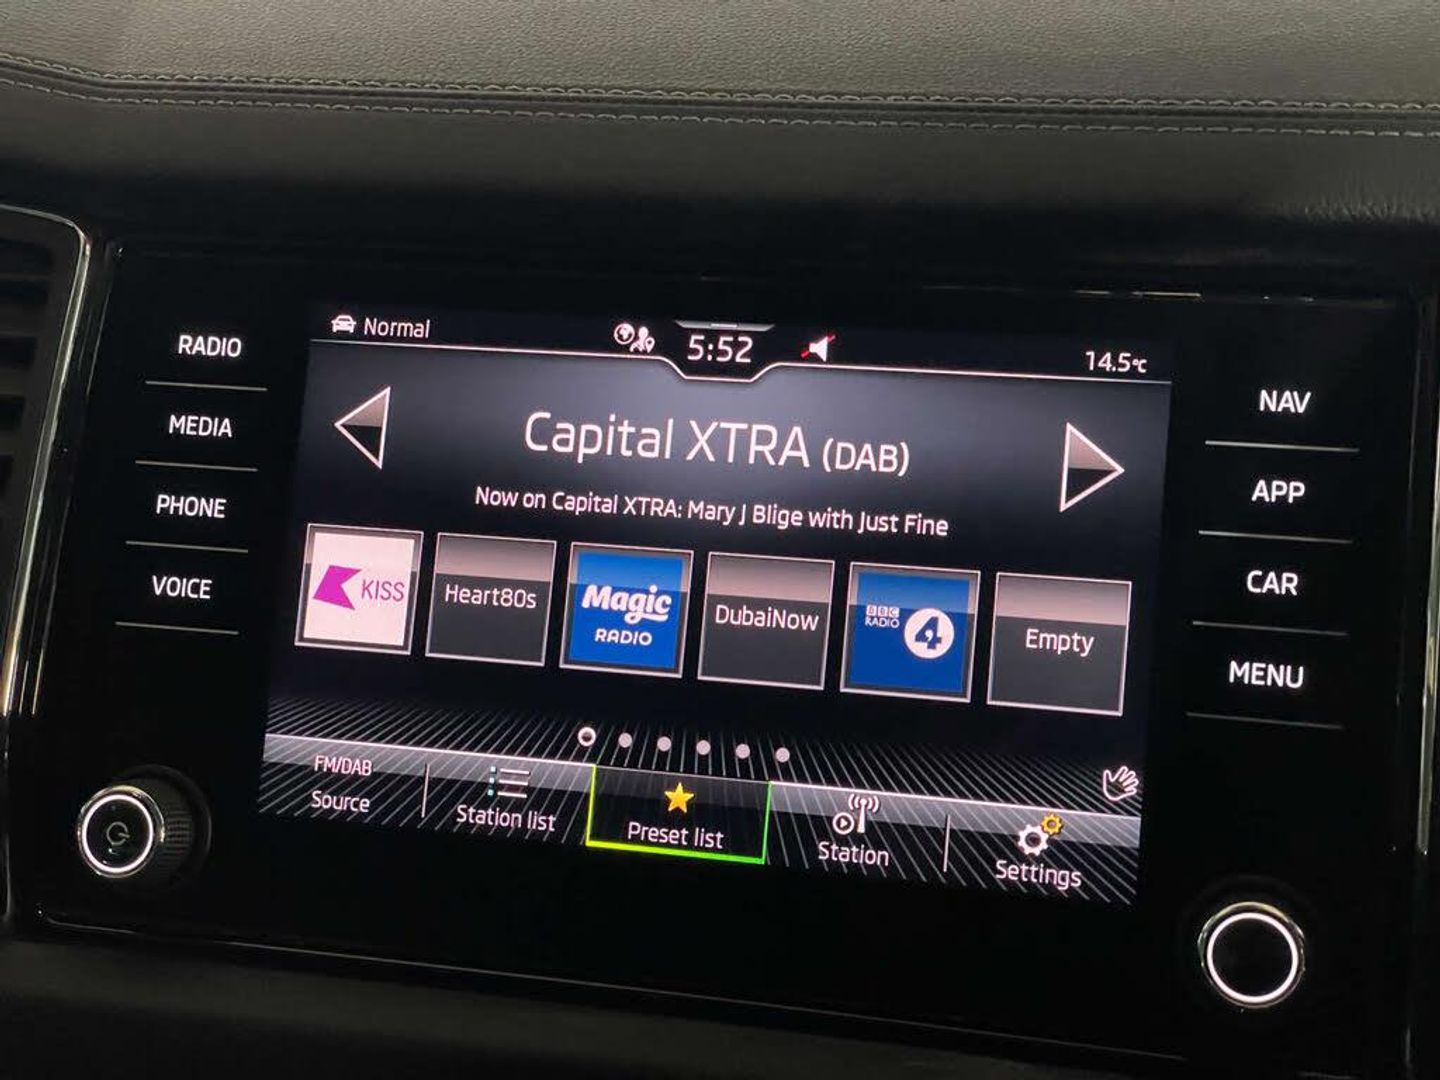 Normal
5:52
14.5°C
RADIO
MEDIA
PHONE
VOICE
NAV
APP
CAR
MENU
Capital XTRA (DAB)
Now on Capital XTRA: Mary J Blige with Just Fine
KISS
Heart80s
Magic
RADIO
DubaiNow
BBC
RADIO
4
Empty
FM/DAB
Source
Station list
Preset list
Station
Settings